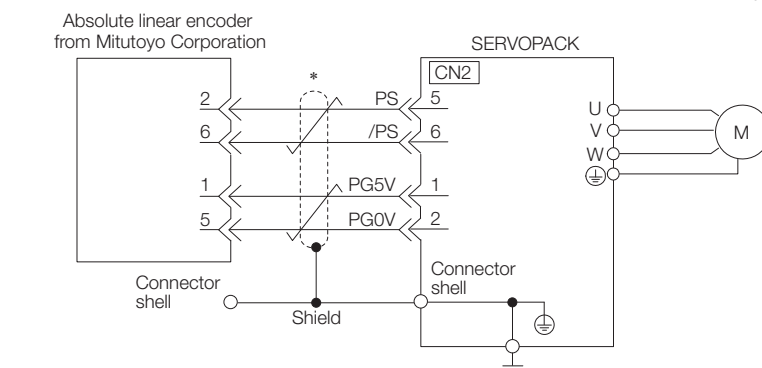 Absolute linear encoder
from Mitutoyo Corporation
SERVOPACK
CN2
*
2 PS 5
6 /PS 6
1 PG5V 1
5 PG0V 2
U
V
W
M
Connector
shell
Connector
shell
Shield